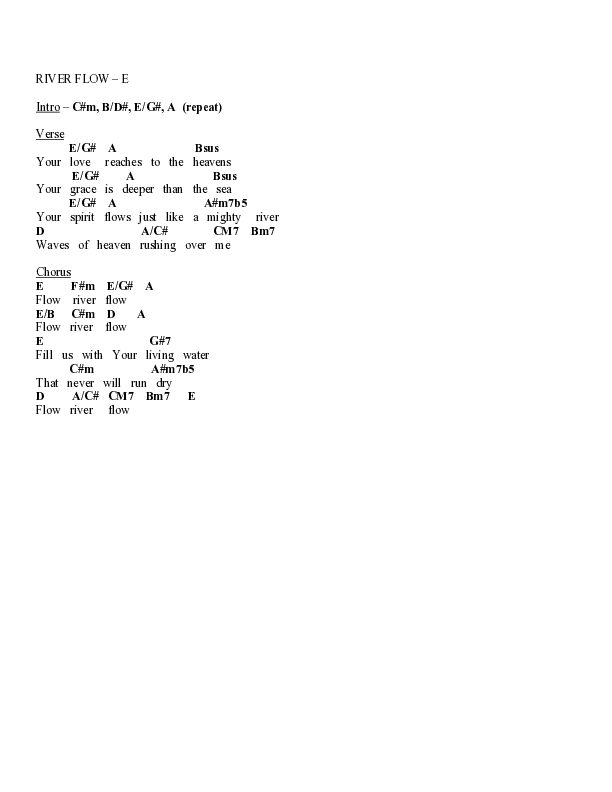 RIVER FLOW – E
Intro – C#m, B/D#, E/G#, A (repeat)
Verse
E/G# A Bsus
Your love reaches to the heavens
E/G# A Bsus
Your grace is deeper than the sea
E/G# A A#m7b5
Your spirit flows just like a mighty river
D A/C# CM7 Bm7
Waves of heaven rushing over me
Chorus
E F#m E/G# A
Flow river flow
E/B C#m D A
Flow river flow
E G#7
Fill us with Your living water
C#m A#m7b5
That never will run dry
D A/C# CM7 Bm7 E
Flow river flow